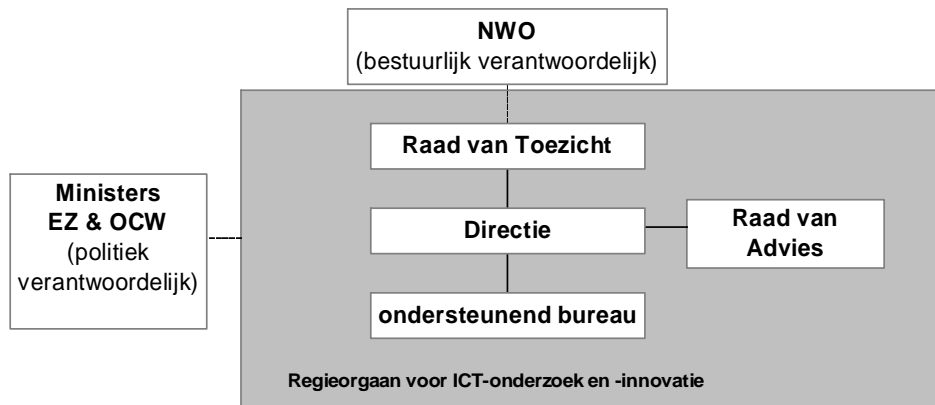 NWO
(bestuurlijk verantwoordelijk)
Raad van Toezicht
Ministers
EZ & OCW
(politiek
verantwoordelijk)
Directie
Raad van
Advies
ondersteunend bureau
Regieorgaan voor ICT-onderzoek en -innovatie